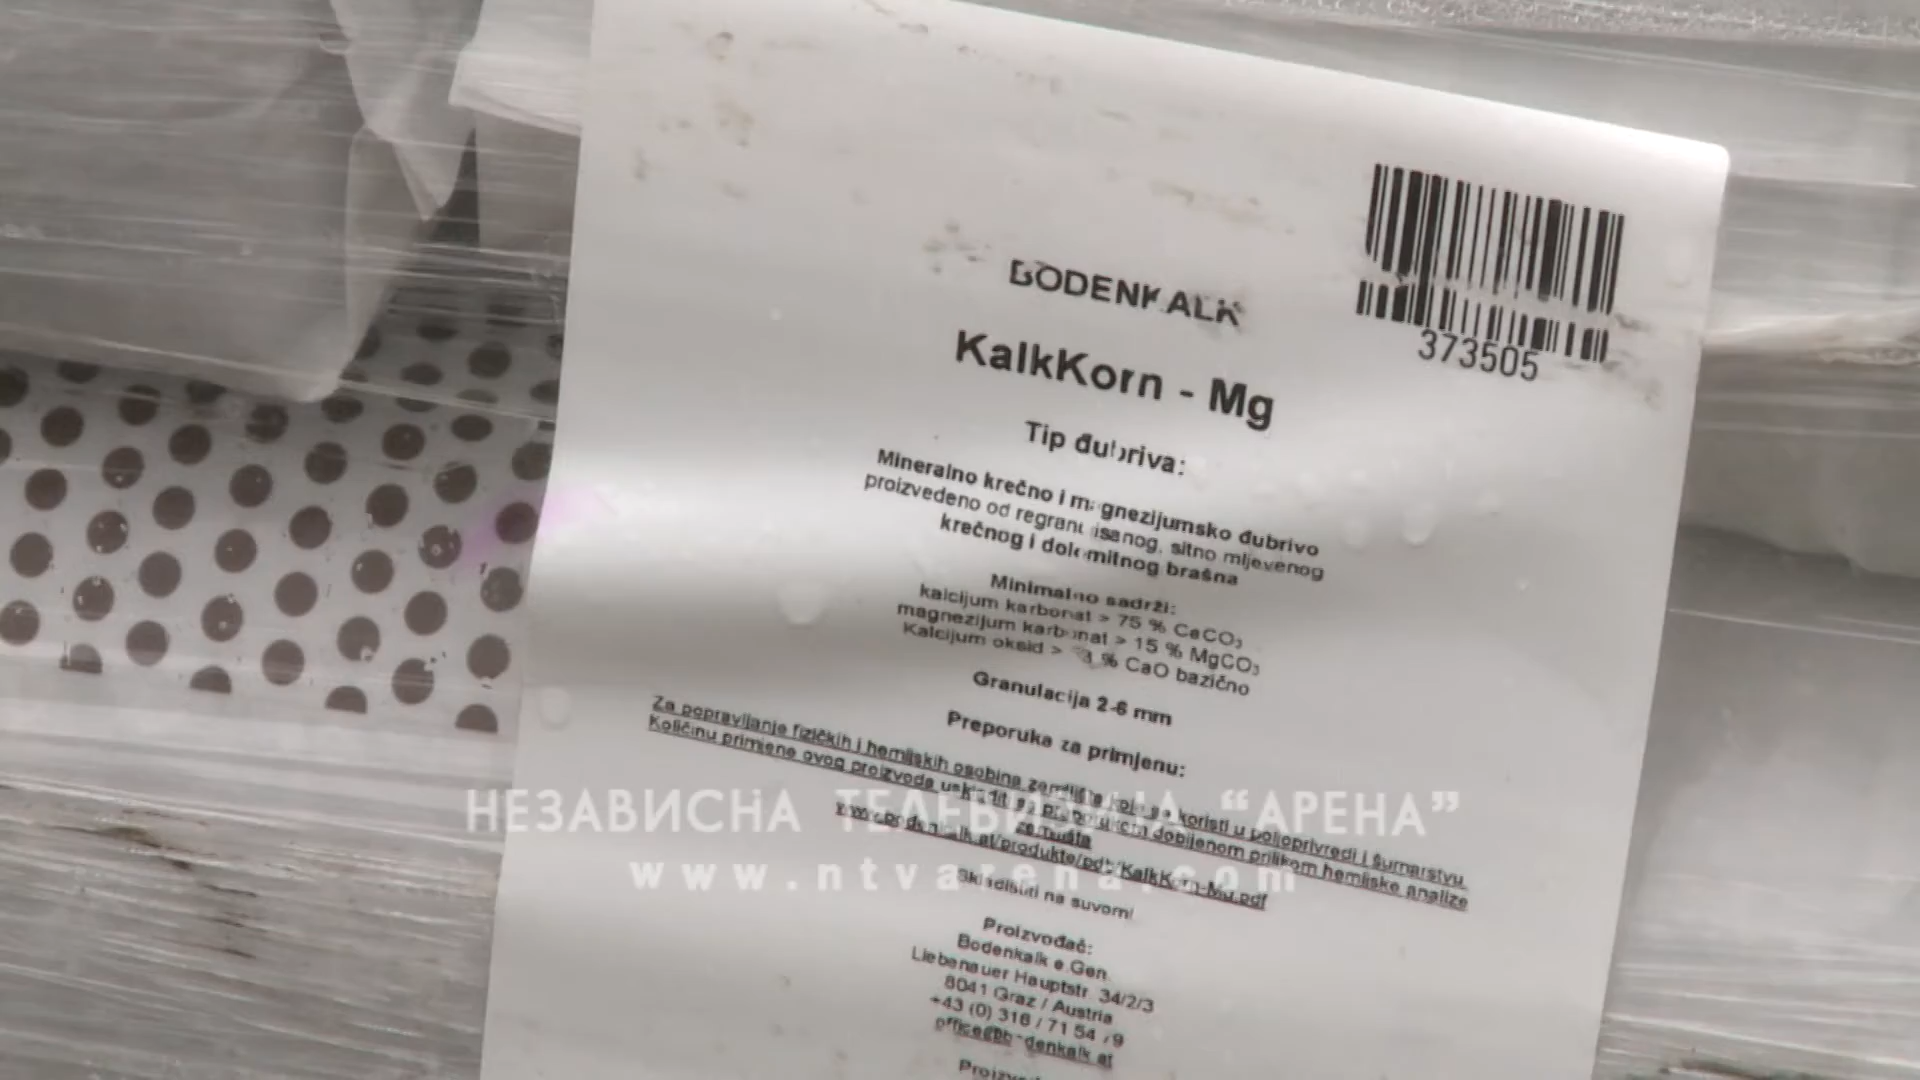 373505
BODENKALK
KalkKorn - Mg
Tip đubriva:
Mineralno krečno i magnezijumsko đubrivo
proizvedeno od regranulisanog, sitno mljevenog
krečnog i dolomitnog brašna
Minimalno sadrži:
kalcijum karbonat > 75 % CaCO₃
magnezijum karbonat > 15 % MgCO₃
Kalcijum oksid > % CaO bazično
Granulacija 2-6 mm
Preporuka za primjenu:
Za popravljanje fizičkih i hemijskih osobina zemljišta koje se koristi u poljoprivredi i šumarstvu.
Količinu primjene ovog proizvoda uskladiti sa preporukom dobijenom prilikom hemijske analize
zemljišta
www.bodenkalk.at/produkte/pdf/KalkKorn-Mg.pdf
Skladištiti na suvom!
Proizvođač:
Bodenkalk e.Gen.
Liebenauer Hauptstr. 34/2/3
8041 Graz / Austria
+43 (0) 316 / 71 54
office@bodenkalk.at
НЕЗАВИСНА ТЕЛЕВИЗИЈА “АРЕНА”
www.ntvarena.com